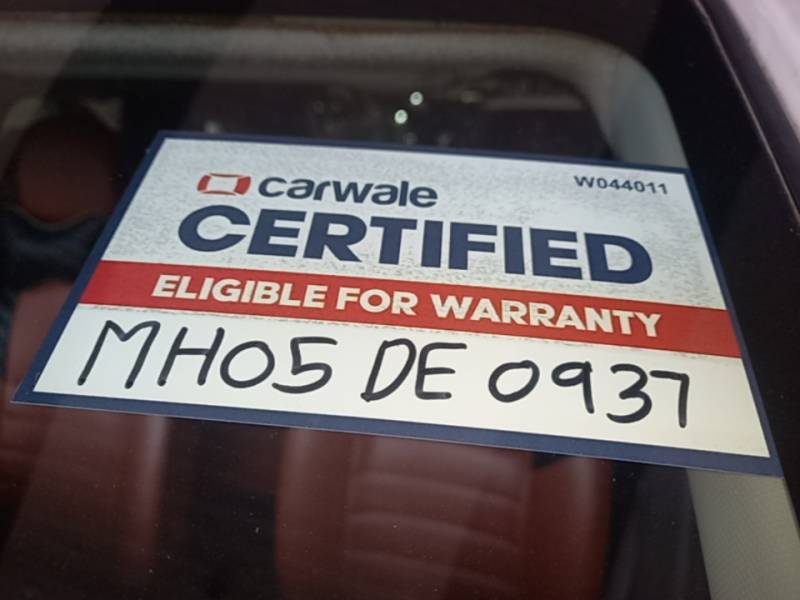 carwale
W044011
CERTIFIED
ELIGIBLE FOR WARRANTY
MH05 DE 0937